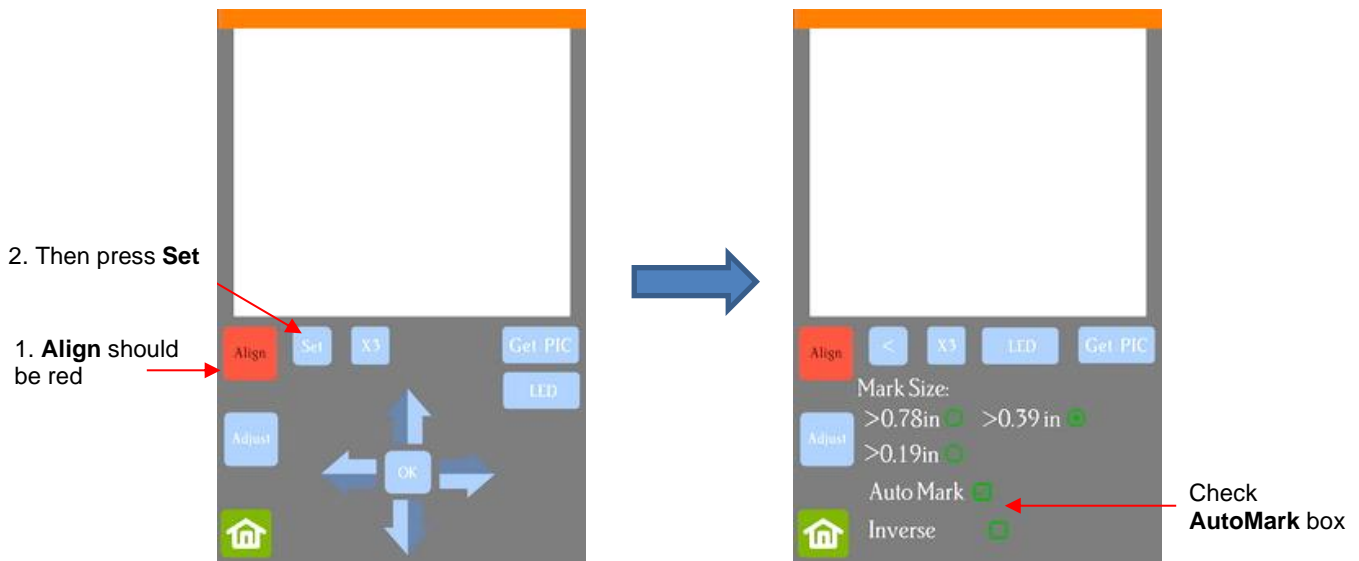 2. Then press Set
1. Align should
be red
Align
Set
X3
Get PIC
LED
Adjust
OK
Align
<
X3
LED
Get PIC
Mark Size:
>0.78in
>0.39 in
Adjust
>0.19in
Auto Mark
Inverse
Check
AutoMark box